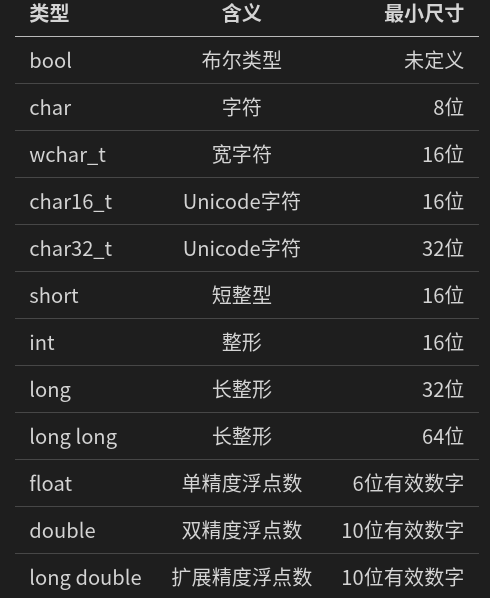 类型 含义 最小尺寸
bool 布尔类型 未定义
char 字符 8位
wchar_t 宽字符 16位
char16_t Unicode字符 16位
char32_t Unicode字符 32位
short 短整型 16位
int 整形 16位
long 长整形 32位
long long 长整形 64位
float 单精度浮点数 6位有效数字
double 双精度浮点数 10位有效数字
long double 扩展精度浮点数 10位有效数字